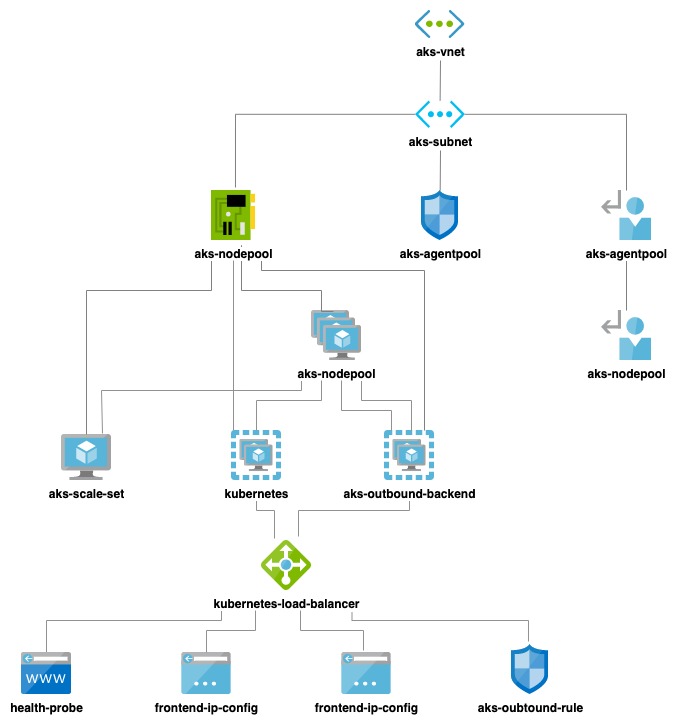 aks-vnet
aks-subnet
aks-nodepool
aks-agentpool
aks-agentpool
aks-nodepool
aks-nodepool
aks-scale-set
kubernetes
aks-outbound-backend
kubernetes-load-balancer
www
health-probe
frontend-ip-config
frontend-ip-config
aks-oubtound-rule